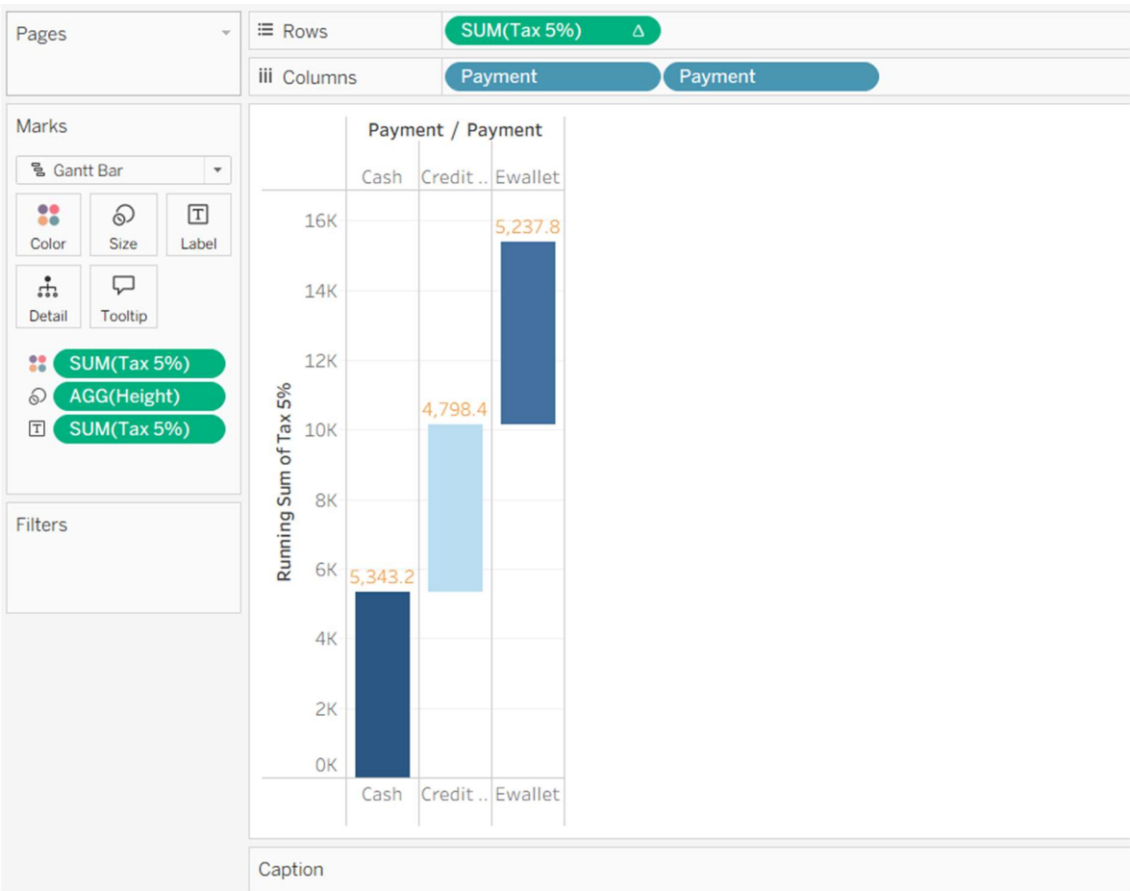 Pages
Rows
SUM(Tax 5%) Δ
Columns
Payment
Payment
Marks
Gantt Bar
Color
Size
T
Label
Detail
Tooltip
SUM(Tax 5%)
AGG(Height)
T SUM(Tax 5%)
Filters
Payment / Payment
Cash Credit .. Ewallet
16K
14K
12K
10K
8K
6K
4K
2K
0K
Running Sum of Tax 5%
5,237.8
4,798.4
5,343.2
Cash Credit .. Ewallet
Caption